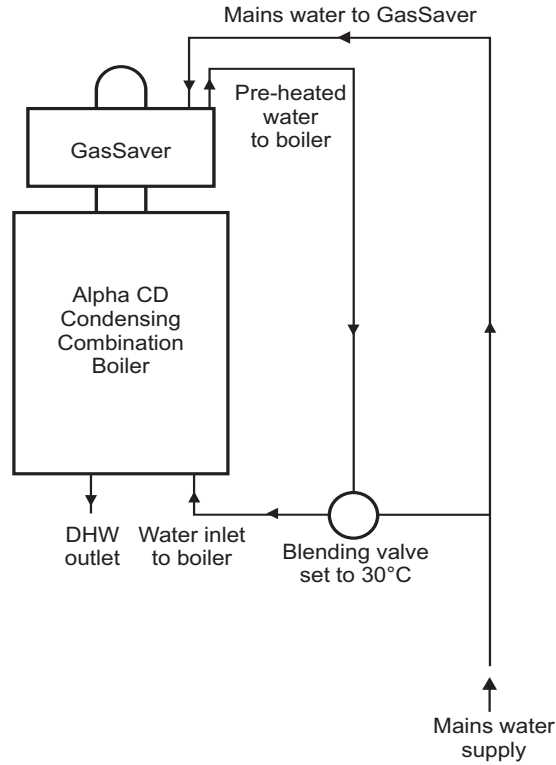 Mains water to GasSaver
Pre-heated
water
to boiler
GasSaver
Alpha CD
Condensing
Combination
Boiler
DHW
outlet
Water inlet
to boiler
Blending valve
set to 30°C
Mains water
supply